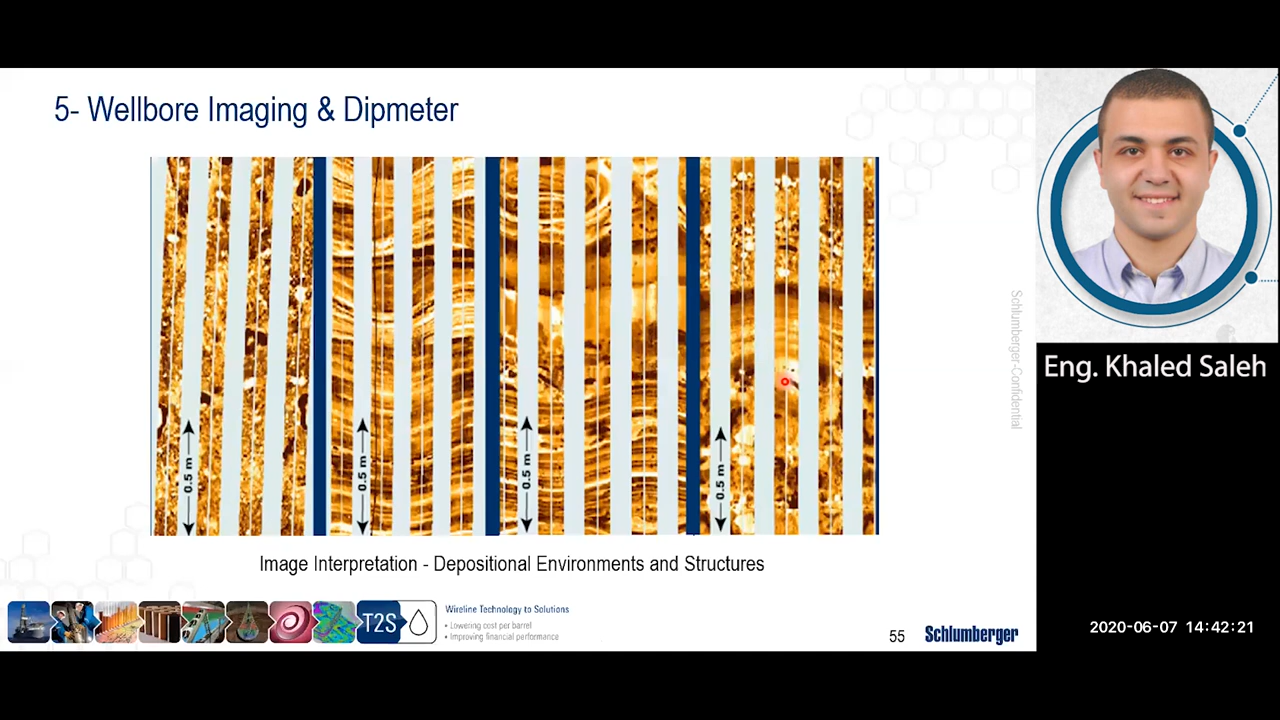 5- Wellbore Imaging & Dipmeter
0.5 m
0.5 m
0.5 m
0.5 m
Image Interpretation - Depositional Environments and Structures
Schlumberger-Confidential
T2S
Wireline Technology to Solutions
• Lowering cost per barrel
• Improving financial performance
55
Schlumberger
Eng. Khaled Saleh
2020-06-07 14:42:21